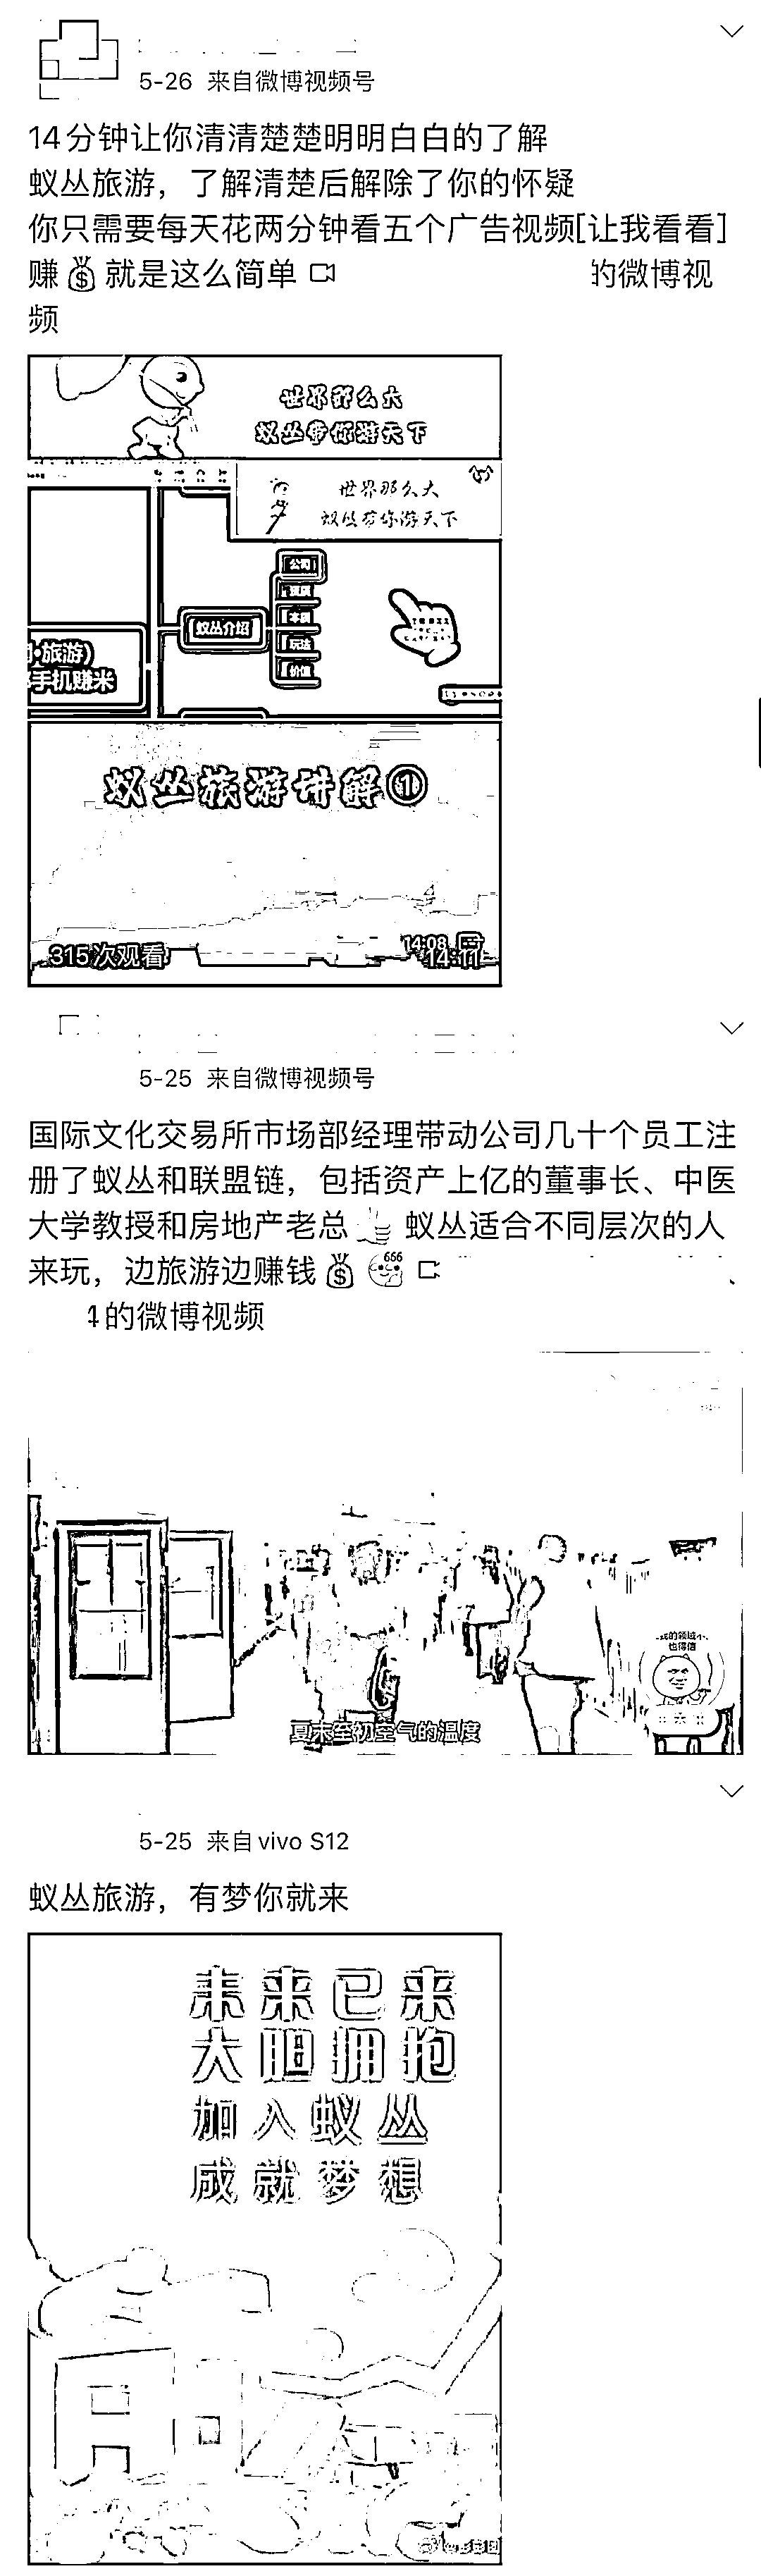 5-26 来自微博视频号
14分钟让你清清楚楚明明白白的了解
蚁丛旅游，了解清楚后解除了你的怀疑
你只需要每天花两分钟看五个广告视频[让我看看]
赚💰就是这么简单
的微博视
频
世界那么大
蚁丛带你游天下
世界那么大
蚁丛带你游天下
公司
蚁丛介绍
玩法
价值
·旅游)
手机赚米
蚁丛旅游讲解①
315次观看
14:08
14:11
5-25 来自微博视频号
国际文化交易所市场部经理带动公司几十个员工注
册了蚁丛和联盟链，包括资产上亿的董事长、中医
大学教授和房地产老总👍蚁丛适合不同层次的人
来玩，边旅游边赚钱💰
666
的微博视频
也得信
夏末至初空气的温度
5-25 来自 vivo S12
蚁丛旅游，有梦你就来
未来已来
大胆拥抱
加入蚁丛
成就梦想